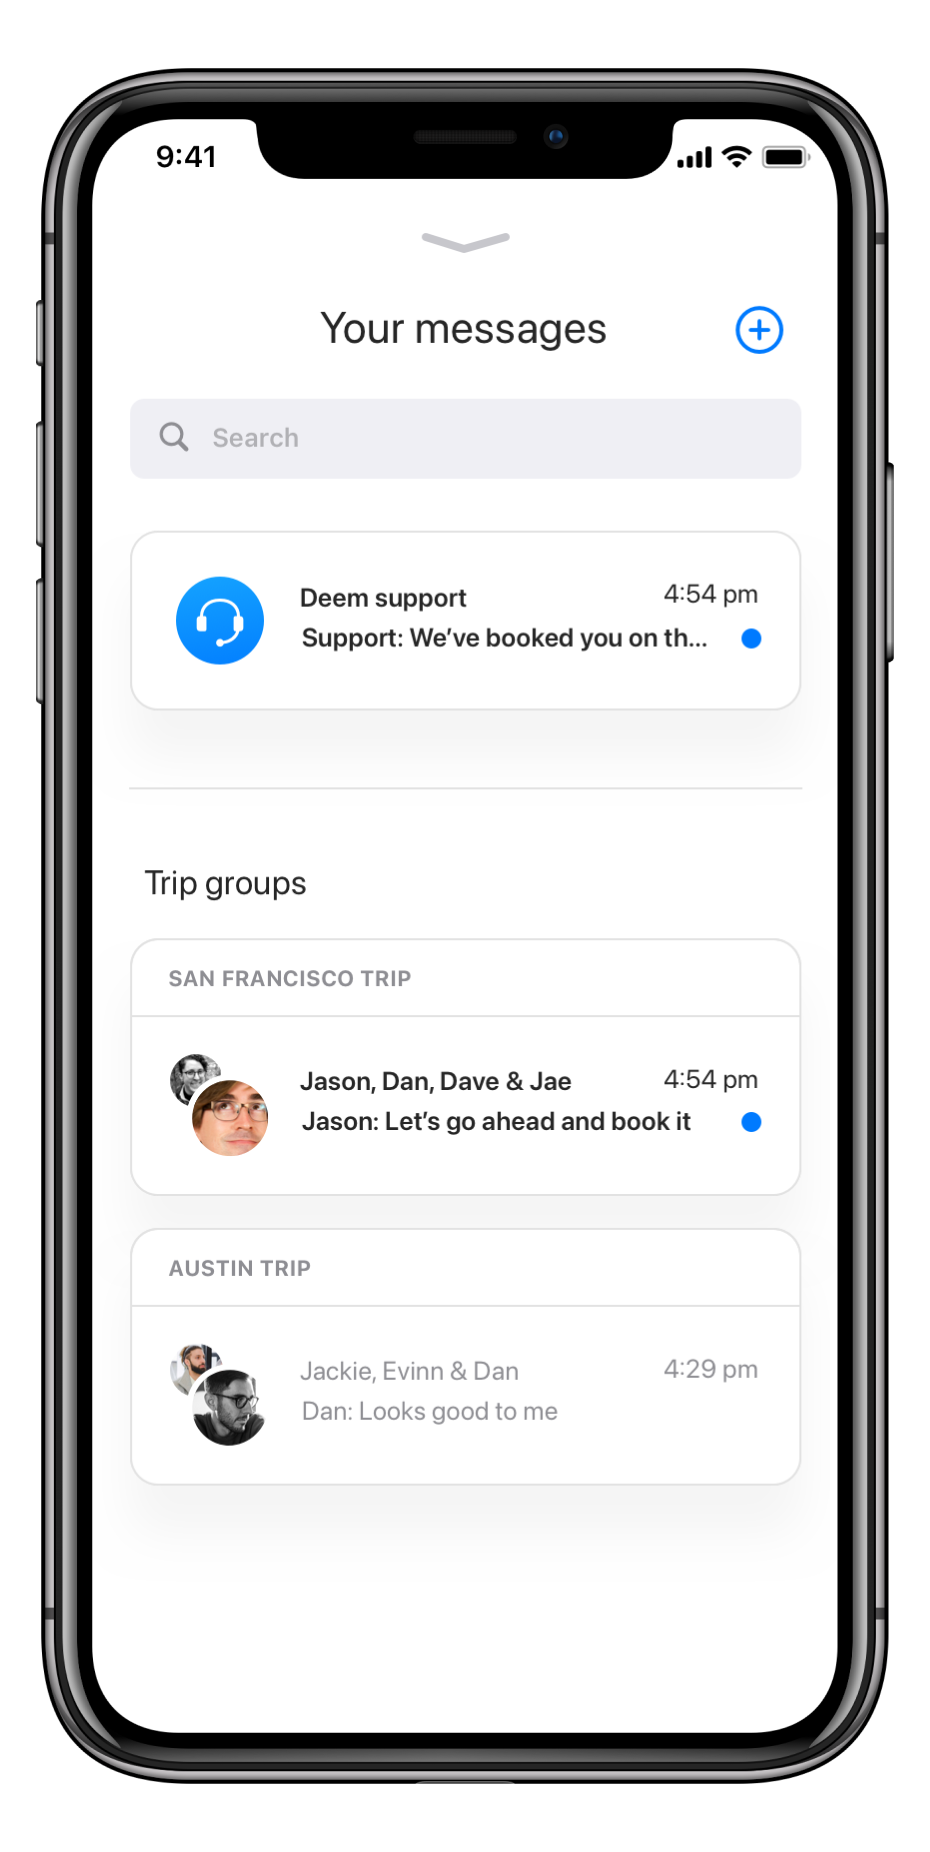 9:41
Your messages
Search
Deem support 4:54 pm
Support: We’ve booked you on th...
Trip groups
SAN FRANCISCO TRIP
Jason, Dan, Dave & Jae 4:54 pm
Jason: Let’s go ahead and book it
AUSTIN TRIP
Jackie, Evinn & Dan 4:29 pm
Dan: Looks good to me